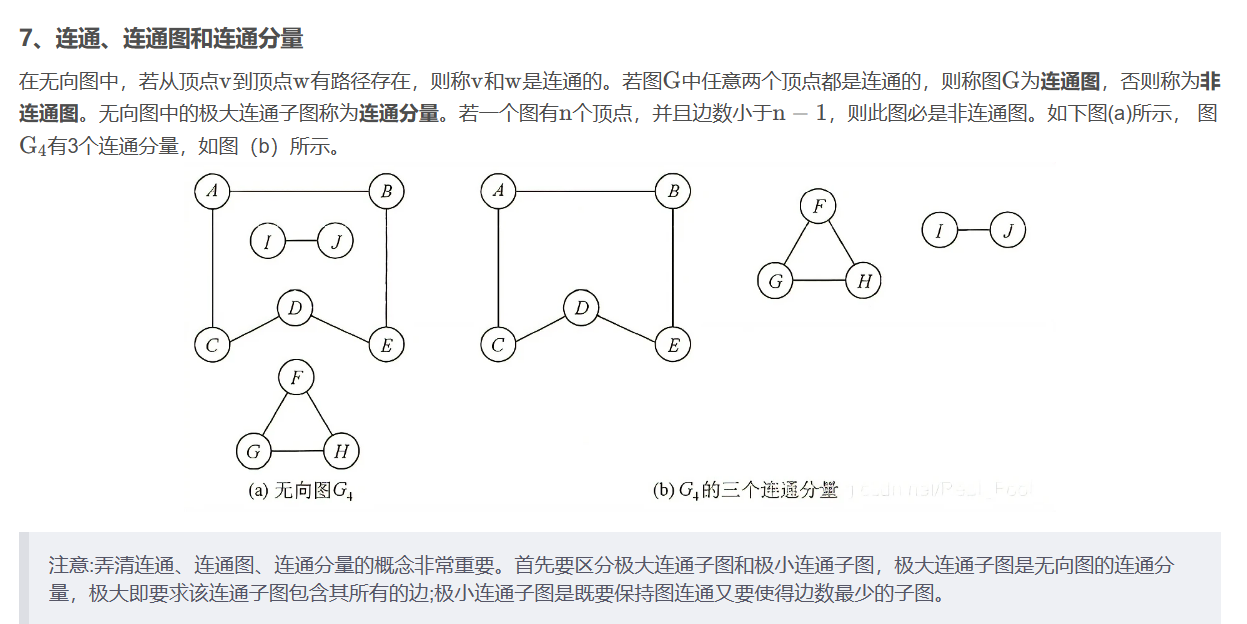 7、连通、连通图和连通分量
在无向图中，若从顶点v到顶点w有路径存在，则称v和w是连通的。若图G中任意两个顶点都是连通的，则称图G为连通图，否则称为非
连通图。无向图中的极大连通子图称为连通分量。若一个图有n个顶点，并且边数小于n − 1，则此图必是非连通图。如下图(a)所示， 图
G4有3个连通分量，如图（b）所示。
A B A B F I J
I J
G H
D D
C E C E
F
G H
(a) 无向图G4 (b) G4的三个连通分量
注意:弄清连通、连通图、连通分量的概念非常重要。首先要区分极大连通子图和极小连通子图，极大连通子图是无向图的连通分
量，极大即要求该连通子图包含其所有的边;极小连通子图是既要保持图连通又要使得边数最少的子图。